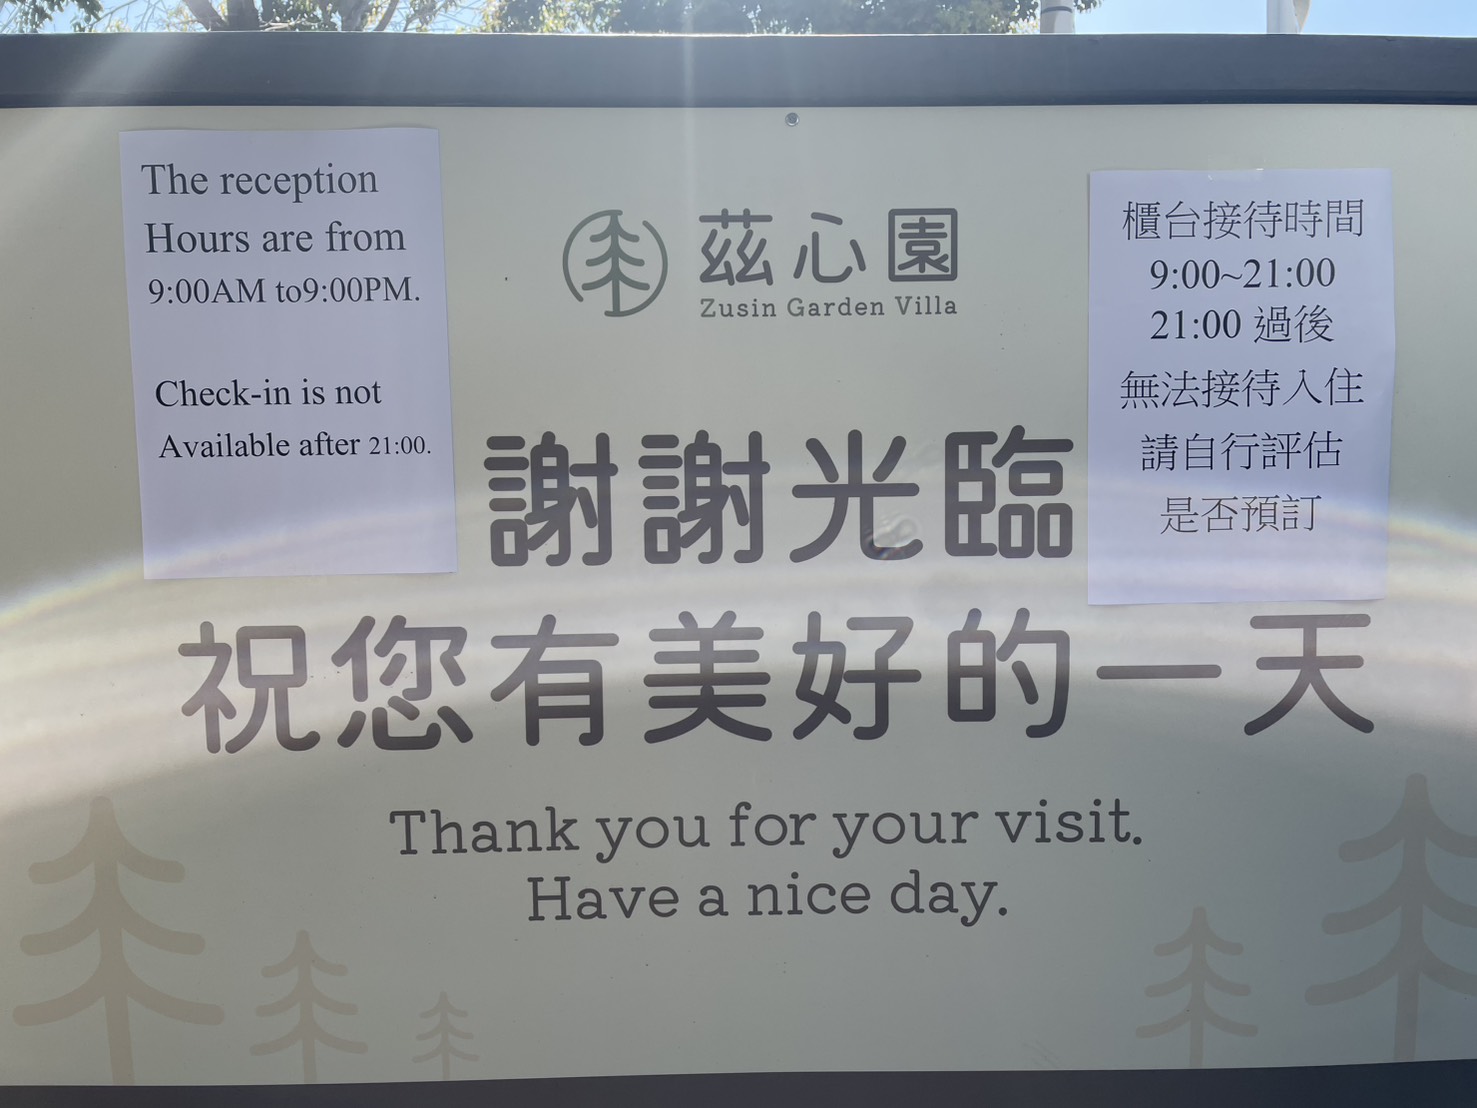 The reception
Hours are from
9:00AM to9:00PM.
Check-in is not
Available after 21:00.
茲心園
Zusin Garden Villa
櫃台接待時間
9:00~21:00
21:00 過後
無法接待入住
請自行評估
是否預訂
謝謝光臨
祝您有美好的一天
Thank you for your visit.
Have a nice day.